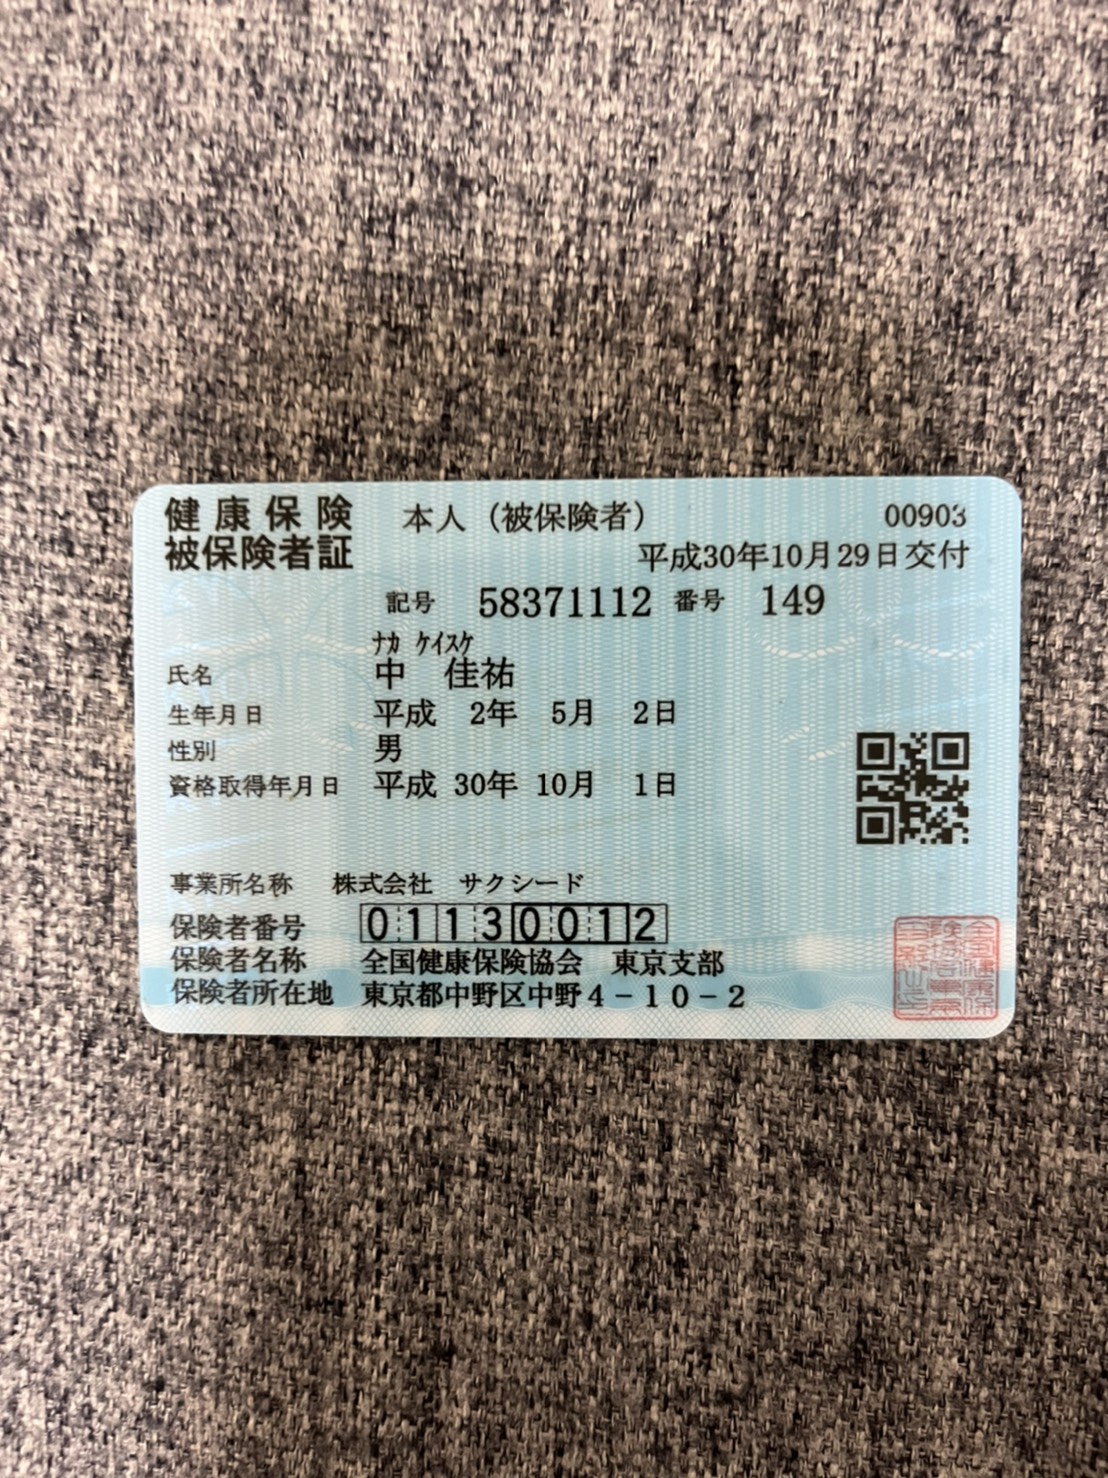 健康保険 本人（被保険者） 00903
被保険者証 平成30年10月29日交付
記号 58371112 番号 149
ﾅｶ ｹｲｽｹ
氏名 中 佳祐
生年月日 平成 2年 5月 2日
性別 男
資格取得年月日 平成 30年 10月 1日
事業所名称 株式会社 サクシード
保険者番号 01130012
保険者名称 全国健康保険協会 東京支部
保険者所在地 東京都中野区中野４－１０－２